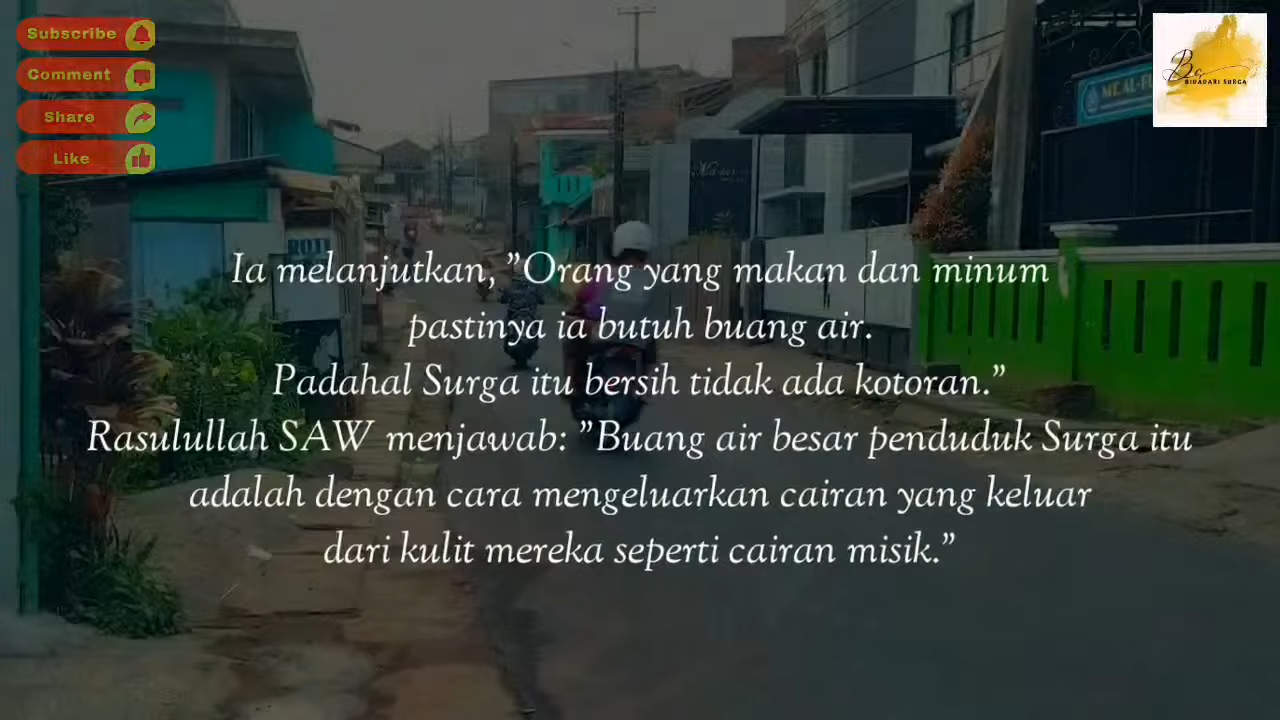 Subscribe
Comment
Share
Like
BIDADARI SURGA
Ia melanjutkan, "Orang yang makan dan minum
pastinya ia butuh buang air.
Padahal Surga itu bersih tidak ada kotoran."
Rasulullah SAW menjawab: "Buang air besar penduduk Surga itu
adalah dengan cara mengeluarkan cairan yang keluar
dari kulit mereka seperti cairan misik."